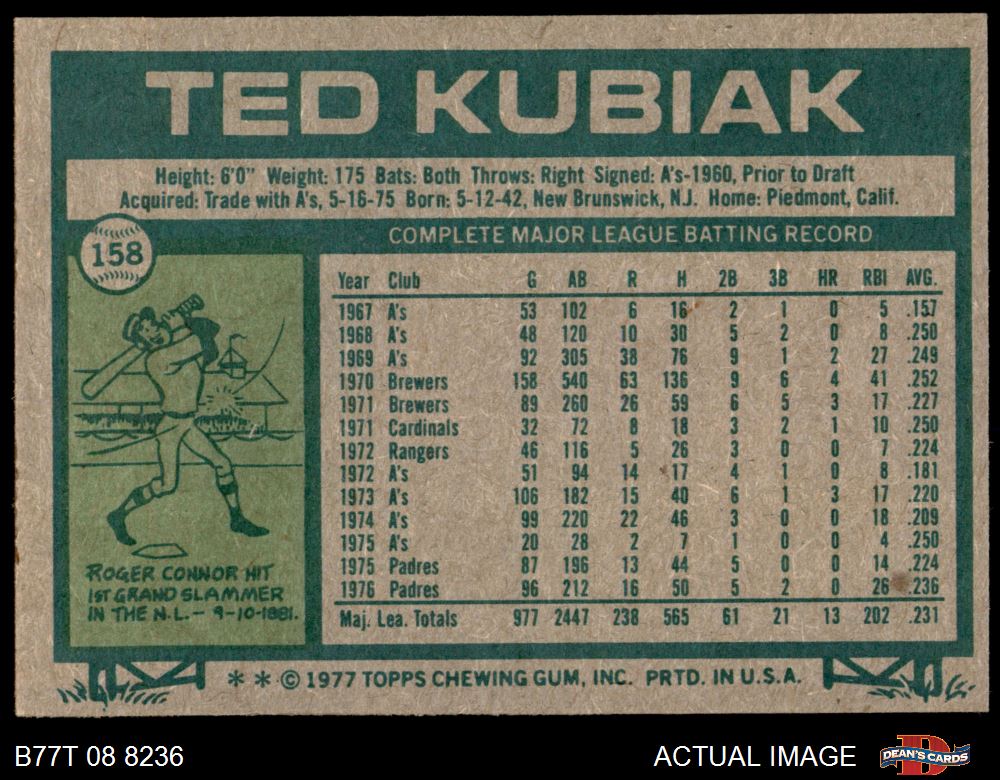 TED KUBIAK
Height: 6'0" Weight: 175 Bats: Both Throws: Right Signed: A's-1960, Prior to Draft
Acquired: Trade with A's, 5-16-75 Born: 5-12-42, New Brunswick, N.J. Home: Piedmont, Calif.
158
COMPLETE MAJOR LEAGUE BATTING RECORD
Year Club G AB R H 2B 3B HR RBI AVG.
1967 A's 53 102 6 16 2 1 0 5 .157
1968 A's 48 120 10 30 5 2 0 8 .250
1969 A's 92 305 38 76 9 1 2 27 .249
1970 Brewers 158 540 63 136 9 6 4 41 .252
1971 Brewers 89 260 26 59 6 5 3 17 .227
1971 Cardinals 32 72 8 18 3 2 1 10 .250
1972 Rangers 46 116 5 26 3 0 0 7 .224
1972 A's 51 94 14 17 4 1 0 8 .181
1973 A's 106 182 15 40 6 1 3 17 .220
1974 A's 99 220 22 46 3 0 0 18 .209
1975 A's 20 28 2 7 1 0 0 4 .250
1975 Padres 87 196 13 44 5 0 0 14 .224
1976 Padres 96 212 16 50 5 2 0 26 .236
Maj. Lea. Totals 977 2447 238 565 61 21 13 202 .231
ROGER CONNOR HIT
1ST GRAND SLAMMER
IN THE N.L. – 9-10-1881.
* * © 1977 TOPPS CHEWING GUM, INC. PRTD. IN U.S.A.
B77T 08 8236
ACTUAL IMAGE
DEAN'S CARDS